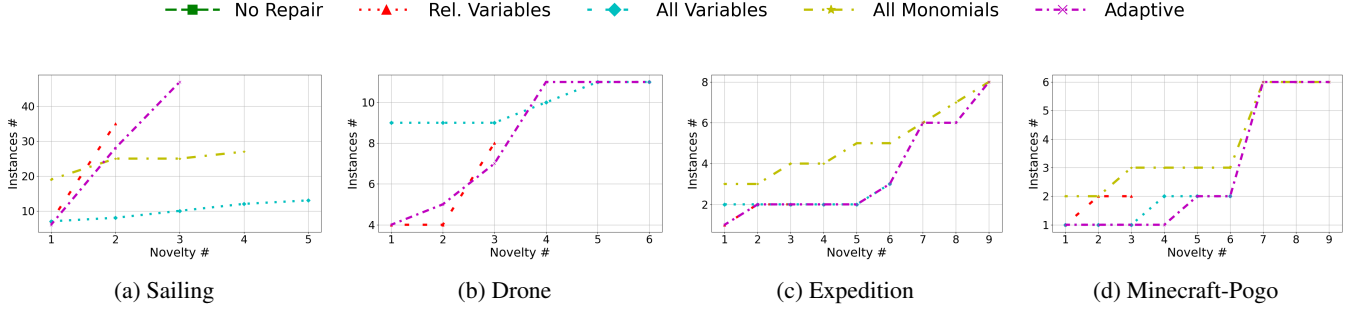 No Repair Rel. Variables All Variables All Monomials Adaptive
Instances #
40
30
20
10
1 2 3 4 5
Novelty #
(a) Sailing
Instances #
10
8
6
4
1 2 3 4 5 6
Novelty #
(b) Drone
Instances #
8
6
4
2
1 2 3 4 5 6 7 8 9
Novelty #
(c) Expedition
Instances #
6
5
4
3
2
1
1 2 3 4 5 6 7 8 9
Novelty #
(d) Minecraft-Pogo